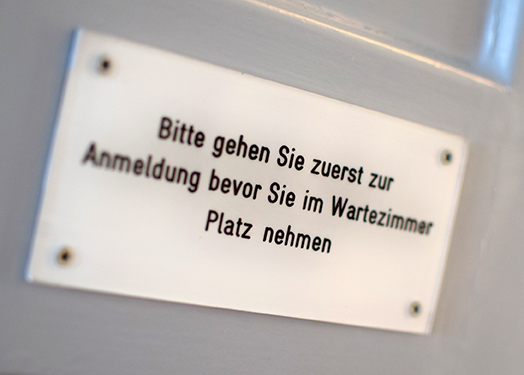 Bitte gehen Sie zuerst zur
Anmeldung bevor Sie im Wartezimmer
Platz nehmen